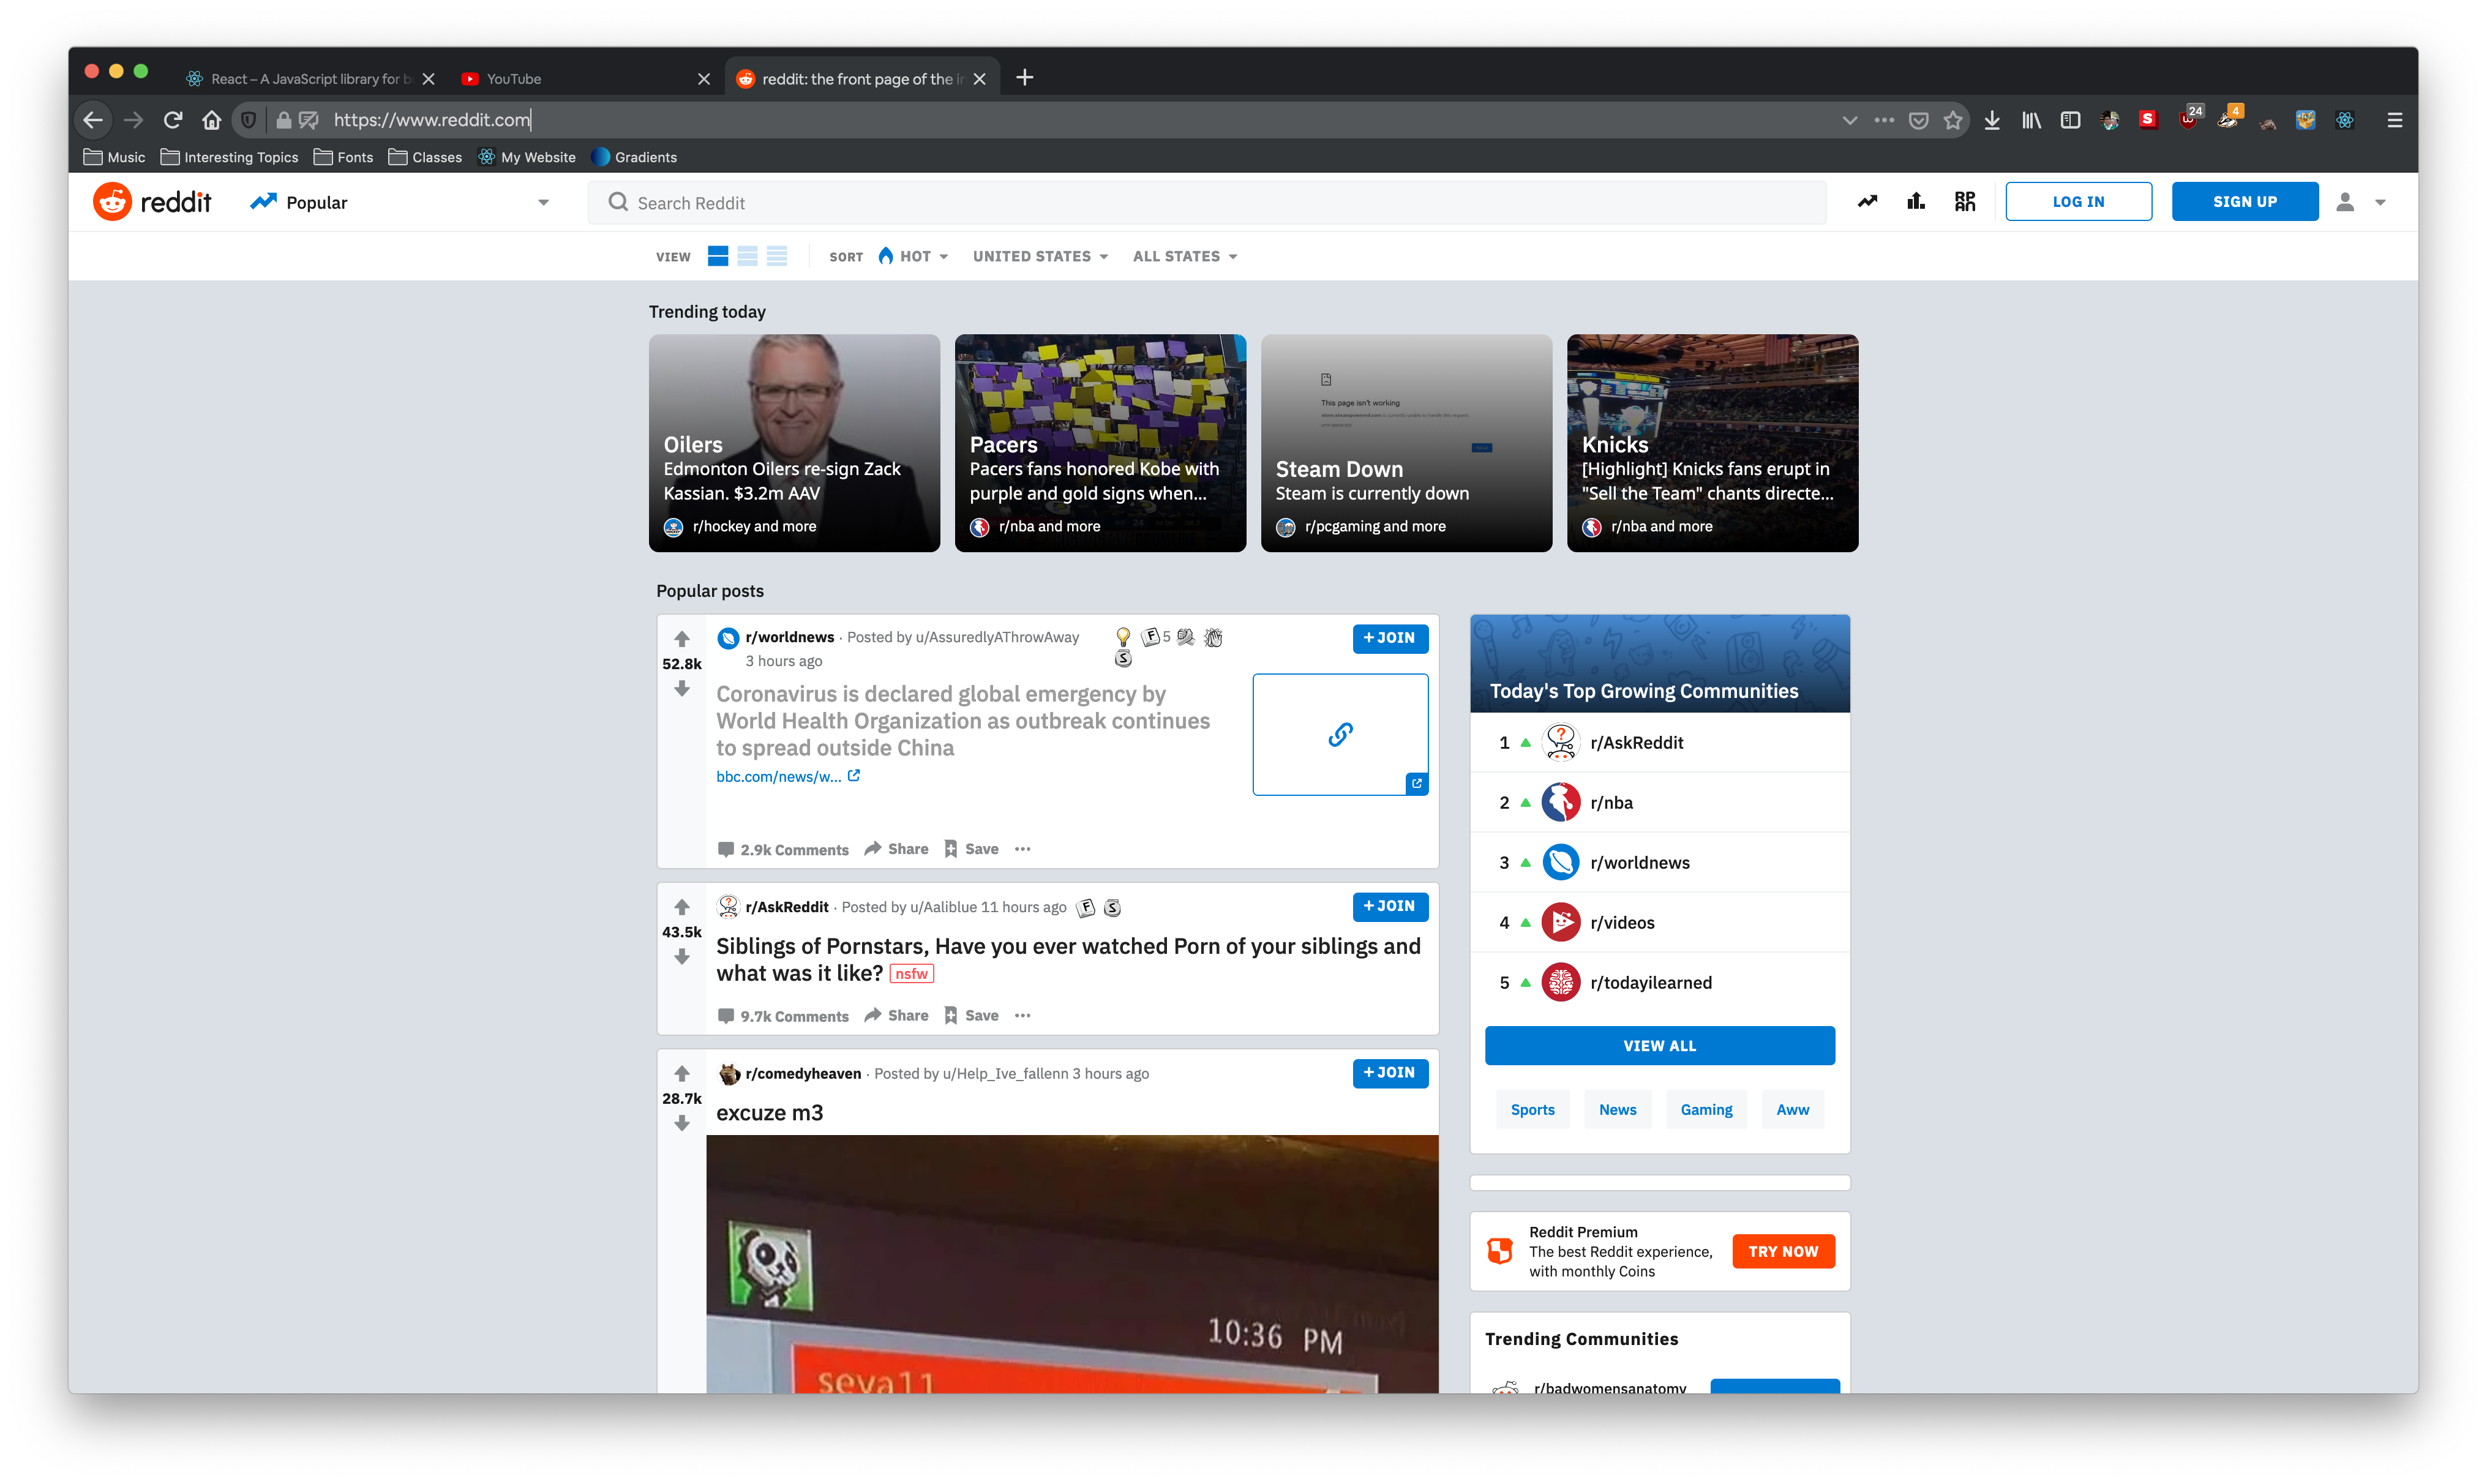 React – A JavaScript library for b
YouTube
reddit: the front page of the in
https://www.reddit.com
24
4
Music
Interesting Topics
Fonts
Classes
My Website
Gradients
reddit
Popular
Search Reddit
RPAN
LOG IN
SIGN UP
VIEW
SORT
HOT
UNITED STATES
ALL STATES
Trending today
Oilers
Edmonton Oilers re-sign Zack
Kassian. $3.2m AAV
r/hockey and more
Pacers
Pacers fans honored Kobe with
purple and gold signs when...
r/nba and more
This page isn't working
Steam Down
Steam is currently down
r/pcgaming and more
Knicks
[Highlight] Knicks fans erupt in
"Sell the Team" chants directe...
r/nba and more
Popular posts
52.8k
r/worldnews · Posted by u/AssuredlyAThrowAway
3 hours ago
F 5
S
+ JOIN
Coronavirus is declared global emergency by
World Health Organization as outbreak continues
to spread outside China
bbc.com/news/w...
2.9k Comments
Share
Save
43.5k
r/AskReddit · Posted by u/Aaliblue 11 hours ago
F
S
+ JOIN
Siblings of Pornstars, Have you ever watched Porn of your siblings and
what was it like? nsfw
9.7k Comments
Share
Save
28.7k
r/comedyheaven · Posted by u/Help_Ive_fallenn 3 hours ago
+ JOIN
excuze m3
10:36 PM
seva11
Today's Top Growing Communities
1 r/AskReddit
2 r/nba
3 r/worldnews
4 r/videos
5 r/todayilearned
VIEW ALL
Sports
News
Gaming
Aww
Reddit Premium
The best Reddit experience,
with monthly Coins
TRY NOW
Trending Communities
r/badwomensanatomy